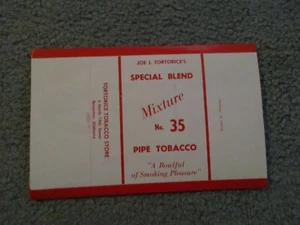 JOE L. TORTORICE'S
SPECIAL BLEND
Mixture
No. 35
PIPE TOBACCO
"A Bowlful
of Smoking Pleasure"
TORTORICE TOBACCO STORE